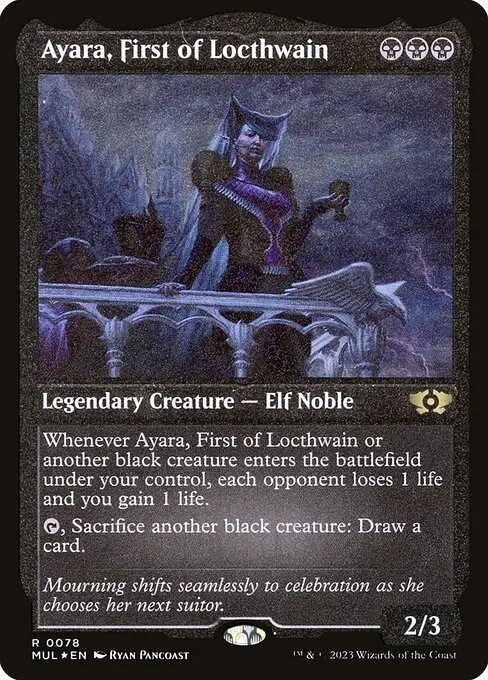 Ayara, First of Locthwain
Legendary Creature — Elf Noble
Whenever Ayara, First of Locthwain or
another black creature enters the battlefield
under your control, each opponent loses 1 life
and you gain 1 life.
, Sacrifice another black creature: Draw a
card.
Mourning shifts seamlessly to celebration as she
chooses her next suitor.
2/3
R 0078
MUL★EN Ryan Pancoast
™ & © 2023 Wizards of the Coast